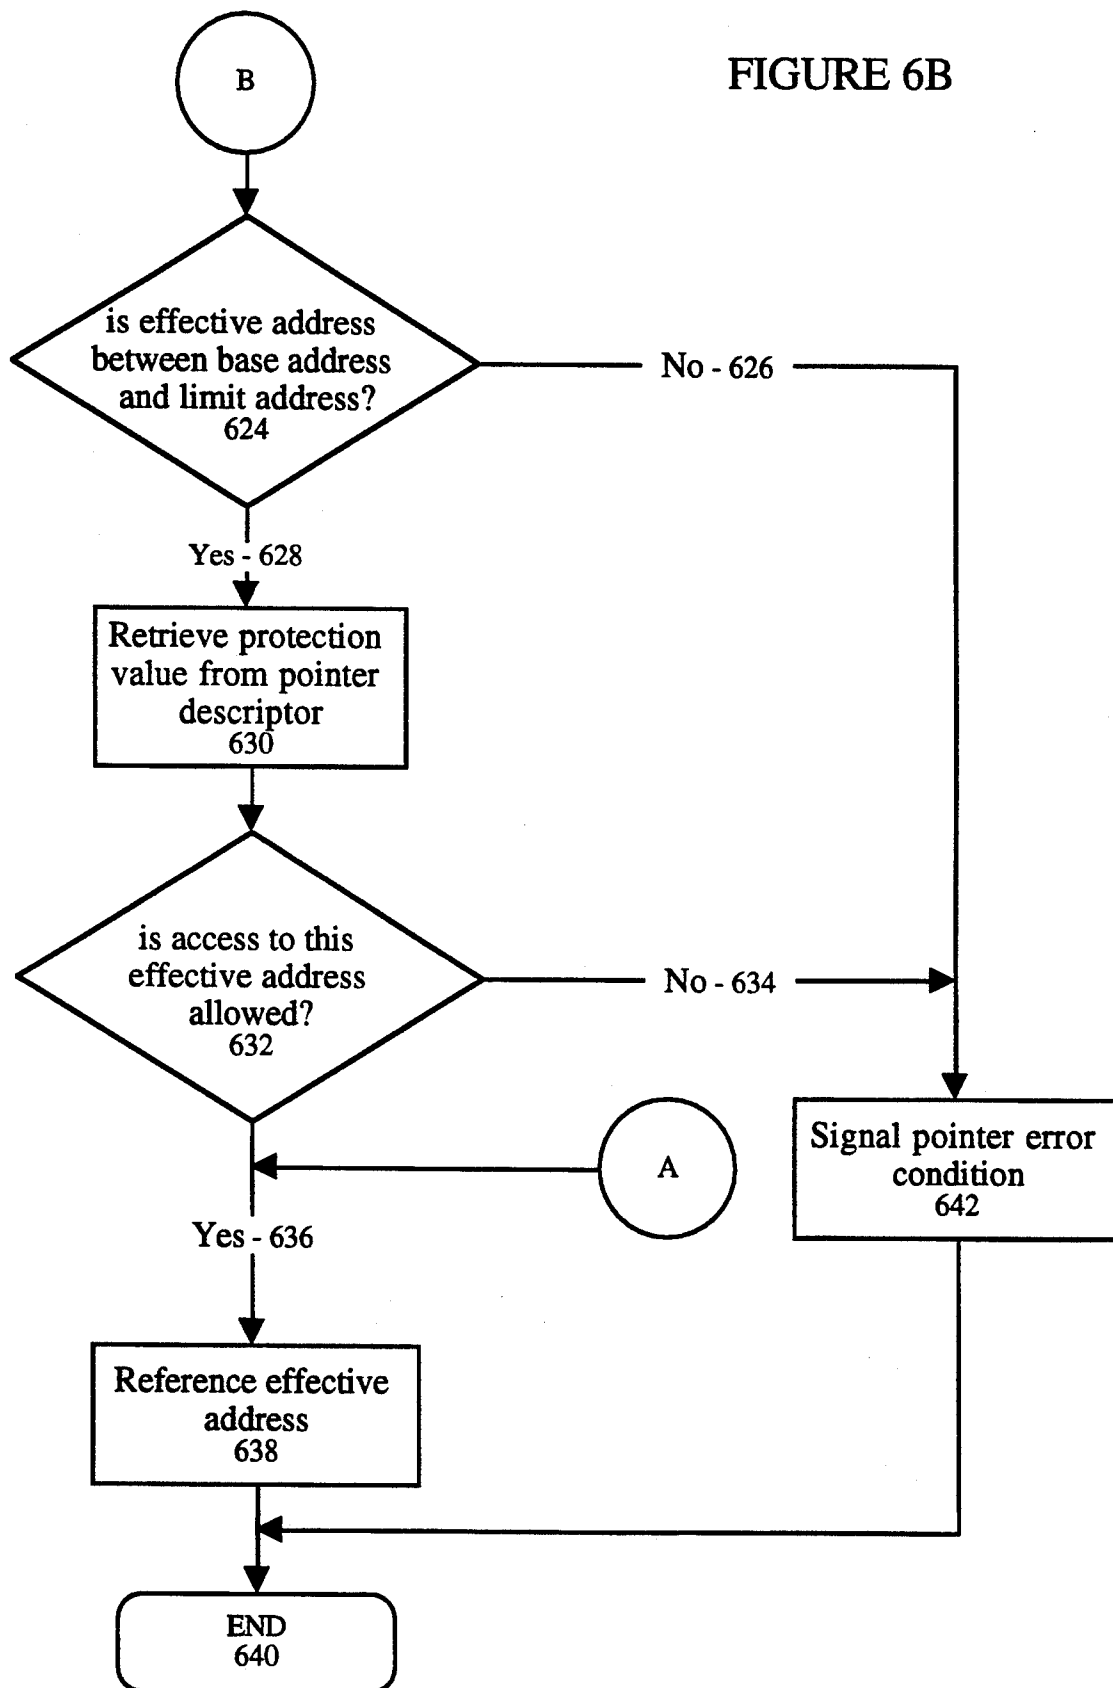 FIGURE 6B
B
is effective address
between base address
and limit address?
624
No - 626
Yes - 628
Retrieve protection
value from pointer
descriptor
630
is access to this
effective address
allowed?
632
No - 634
A
Signal pointer error
condition
642
Yes - 636
Reference effective
address
638
END
640